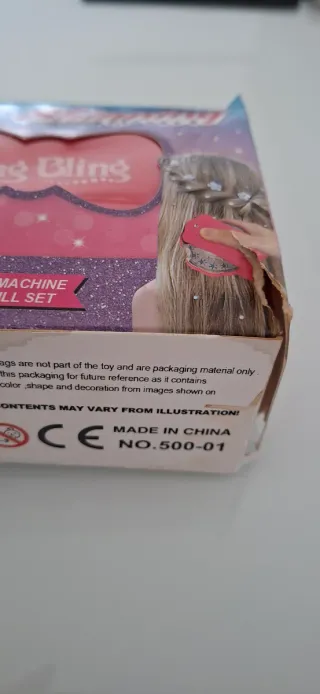 ng Bling
MACHINE
ILL SET
ags are not part of the toy and are packaging material only .
this packaging for future reference as it contains
color ,shape and decoration from images shown on
CONTENTS MAY VARY FROM ILLUSTRATION!
CE MADE IN CHINA
NO.500-01